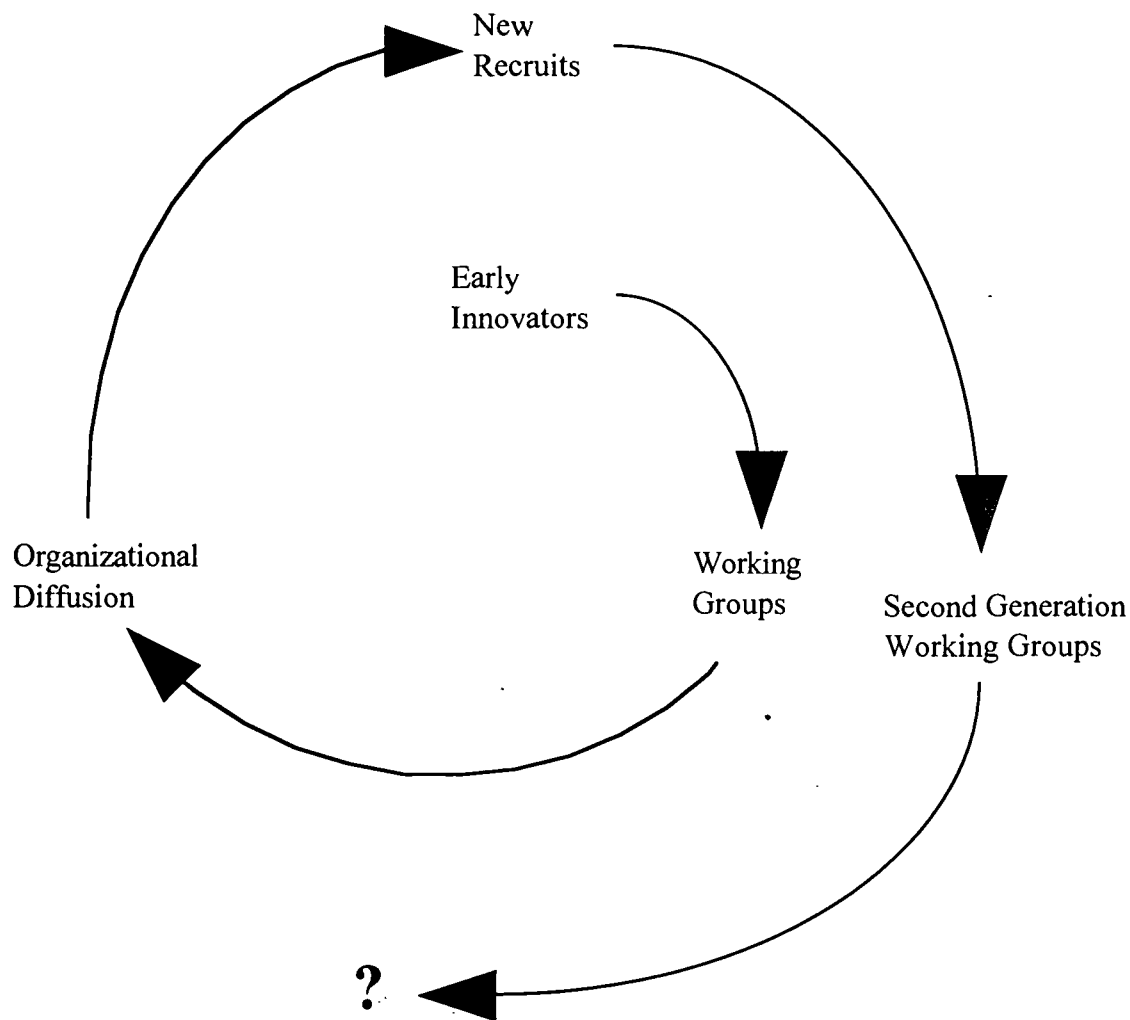 New
Recruits
Early
Innovators
Organizational
Diffusion
Working
Groups
Second Generation
Working Groups
?